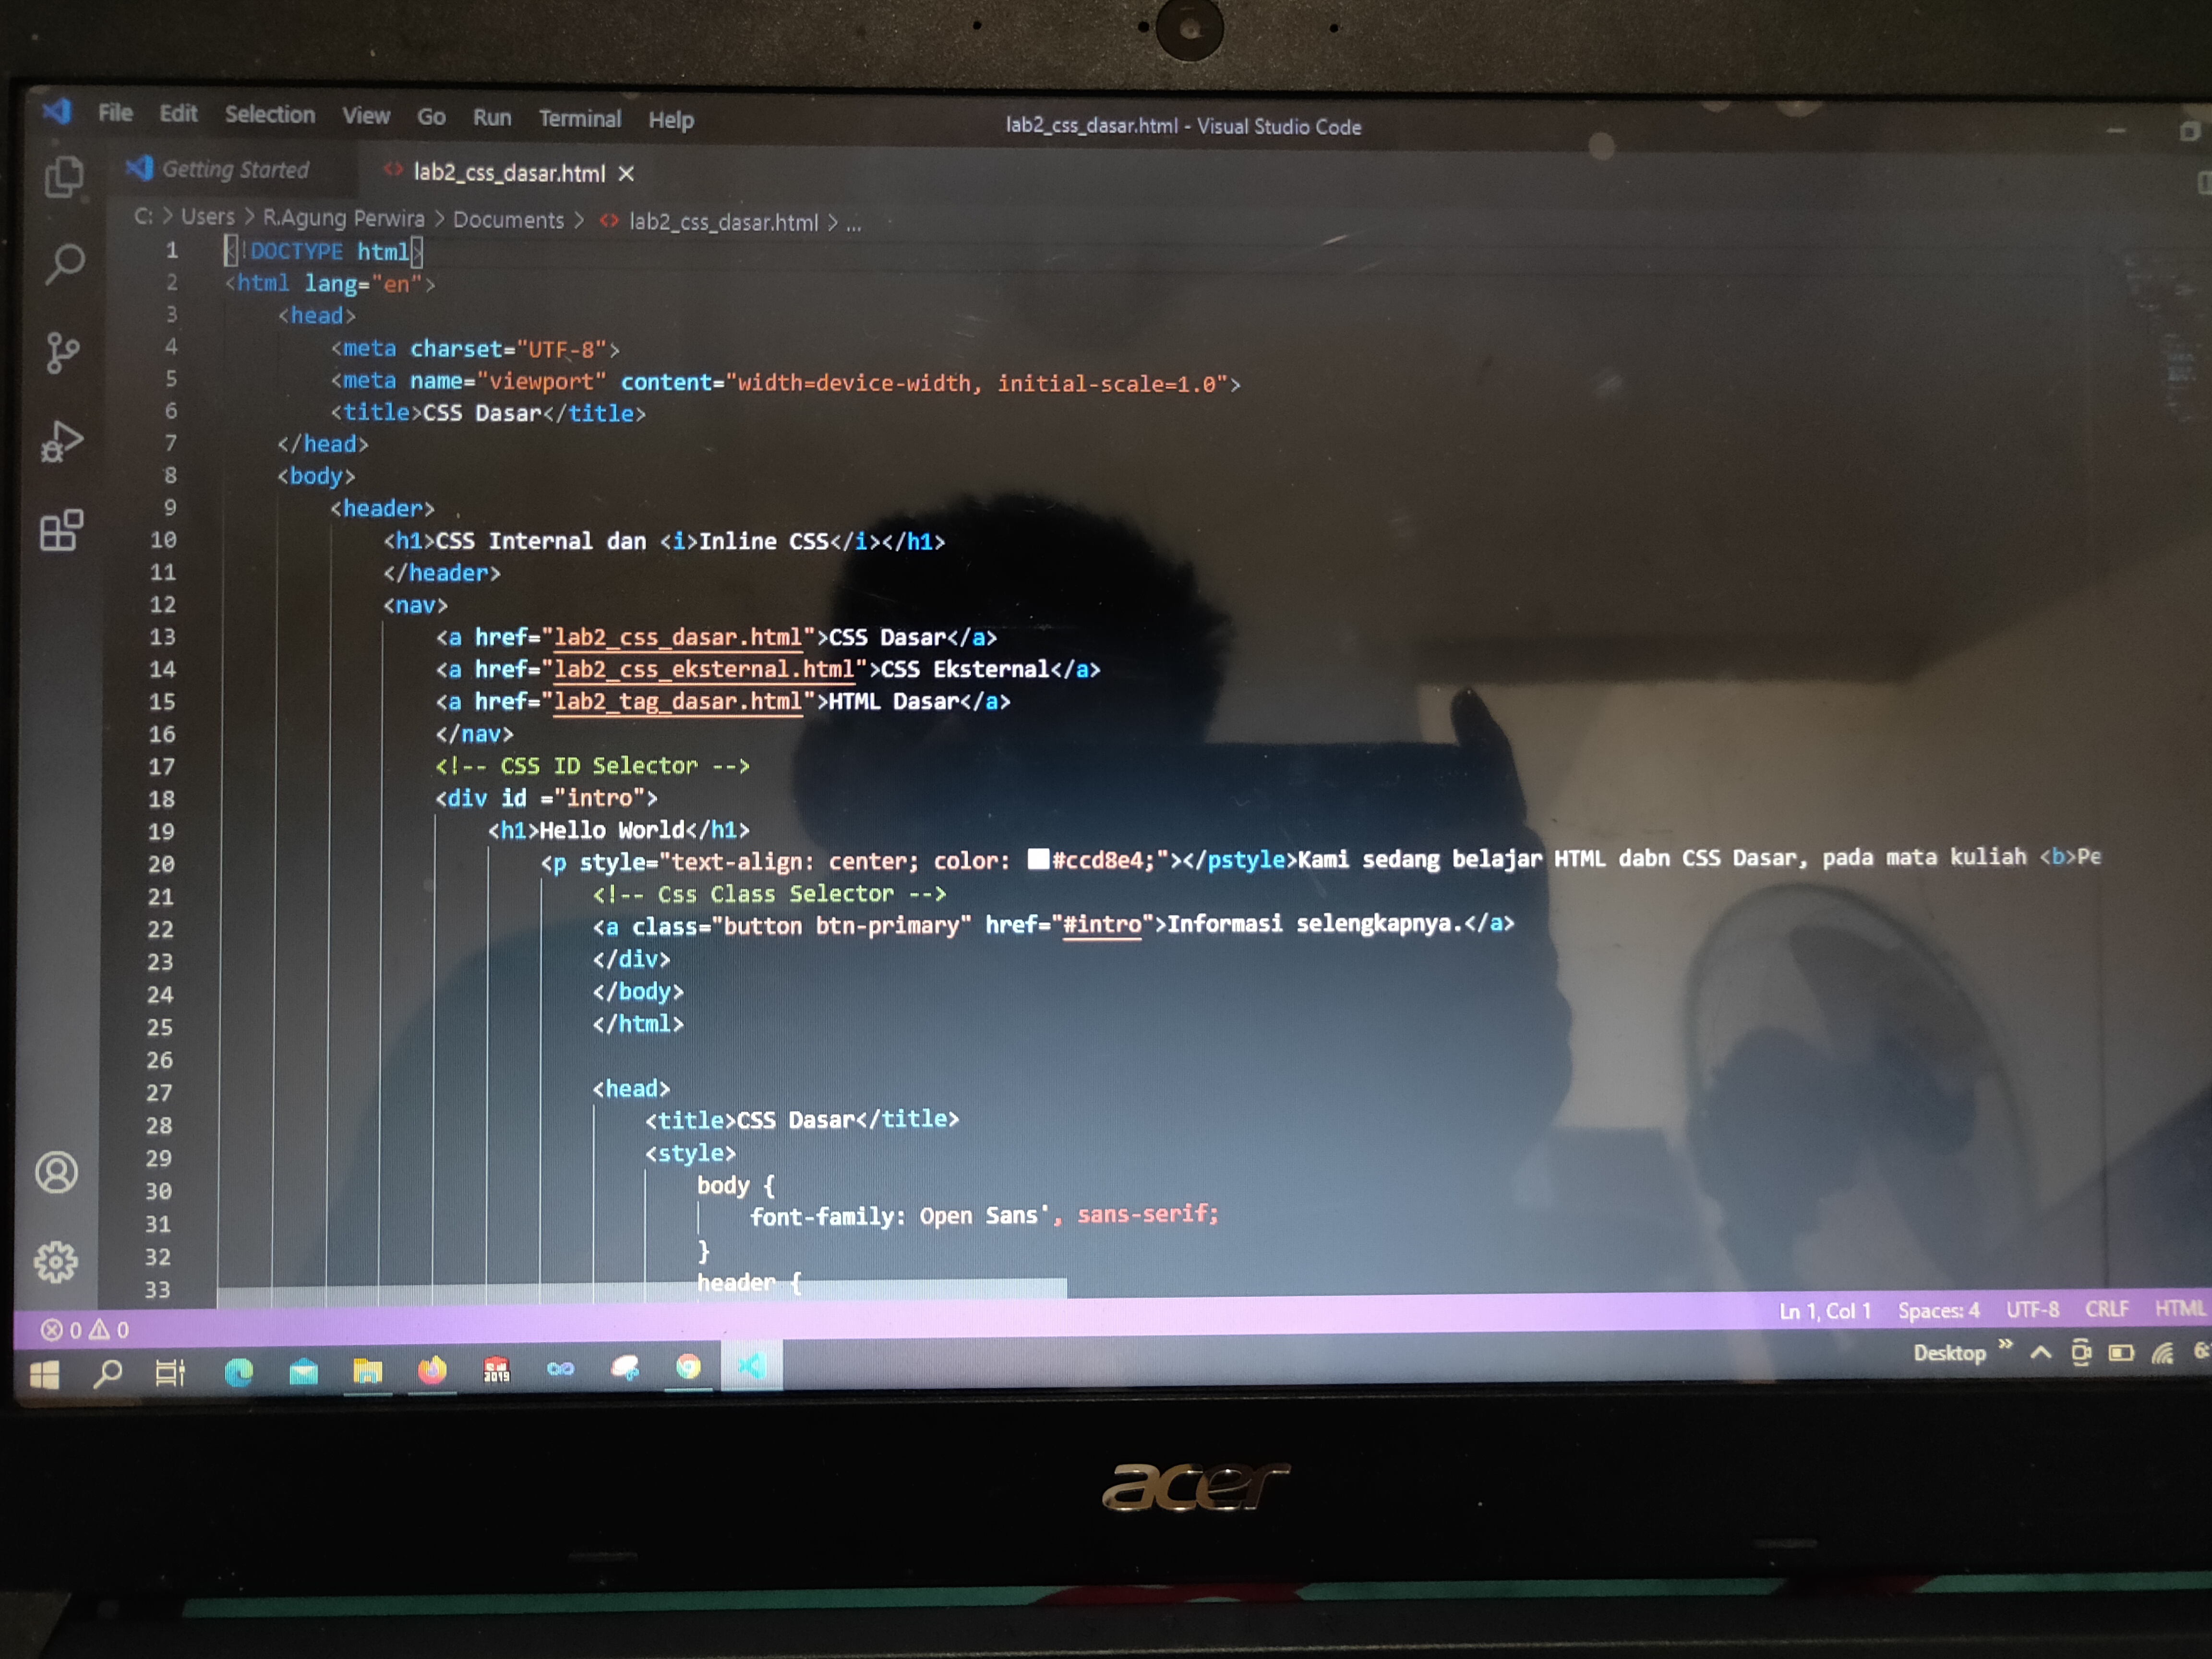 File Edit Selection View Go Run Terminal Help
lab2_css_dasar.html - Visual Studio Code
Getting Started
lab2_css_dasar.html
C: > Users > R.Agung Perwira > Documents > <> lab2_css_dasar.html > ...
1 <!DOCTYPE html>
2 <html lang="en">
3 <head>
4 <meta charset="UTF-8">
5 <meta name="viewport" content="width=device-width, initial-scale=1.0">
6 <title>CSS Dasar</title>
7 </head>
8 <body>
9 <header>
10 <h1>CSS Internal dan <i>Inline CSS</i></h1>
11 </header>
12 <nav>
13 <a href="lab2_css_dasar.html">CSS Dasar</a>
14 <a href="lab2_css_eksternal.html">CSS Eksternal</a>
15 <a href="lab2_tag_dasar.html">HTML Dasar</a>
16 </nav>
17 <!-- CSS ID Selector -->
18 <div id ="intro">
19 <h1>Hello World</h1>
20 <p style="text-align: center; color: #ccd8e4;"></pstyle>Kami sedang belajar HTML dabn CSS Dasar, pada mata kuliah <b>Pe
21 <!-- Css Class Selector -->
22 <a class="button btn-primary" href="#intro">Informasi selengkapnya.</a>
23 </div>
24 </body>
25 </html>
26
27 <head>
28 <title>CSS Dasar</title>
29 <style>
30 body {
31 font-family: Open Sans', sans-serif;
32 }
33 header {
0 0
Ln 1, Col 1 Spaces: 4 UTF-8 CRLF HTML
2019
Desktop
acer